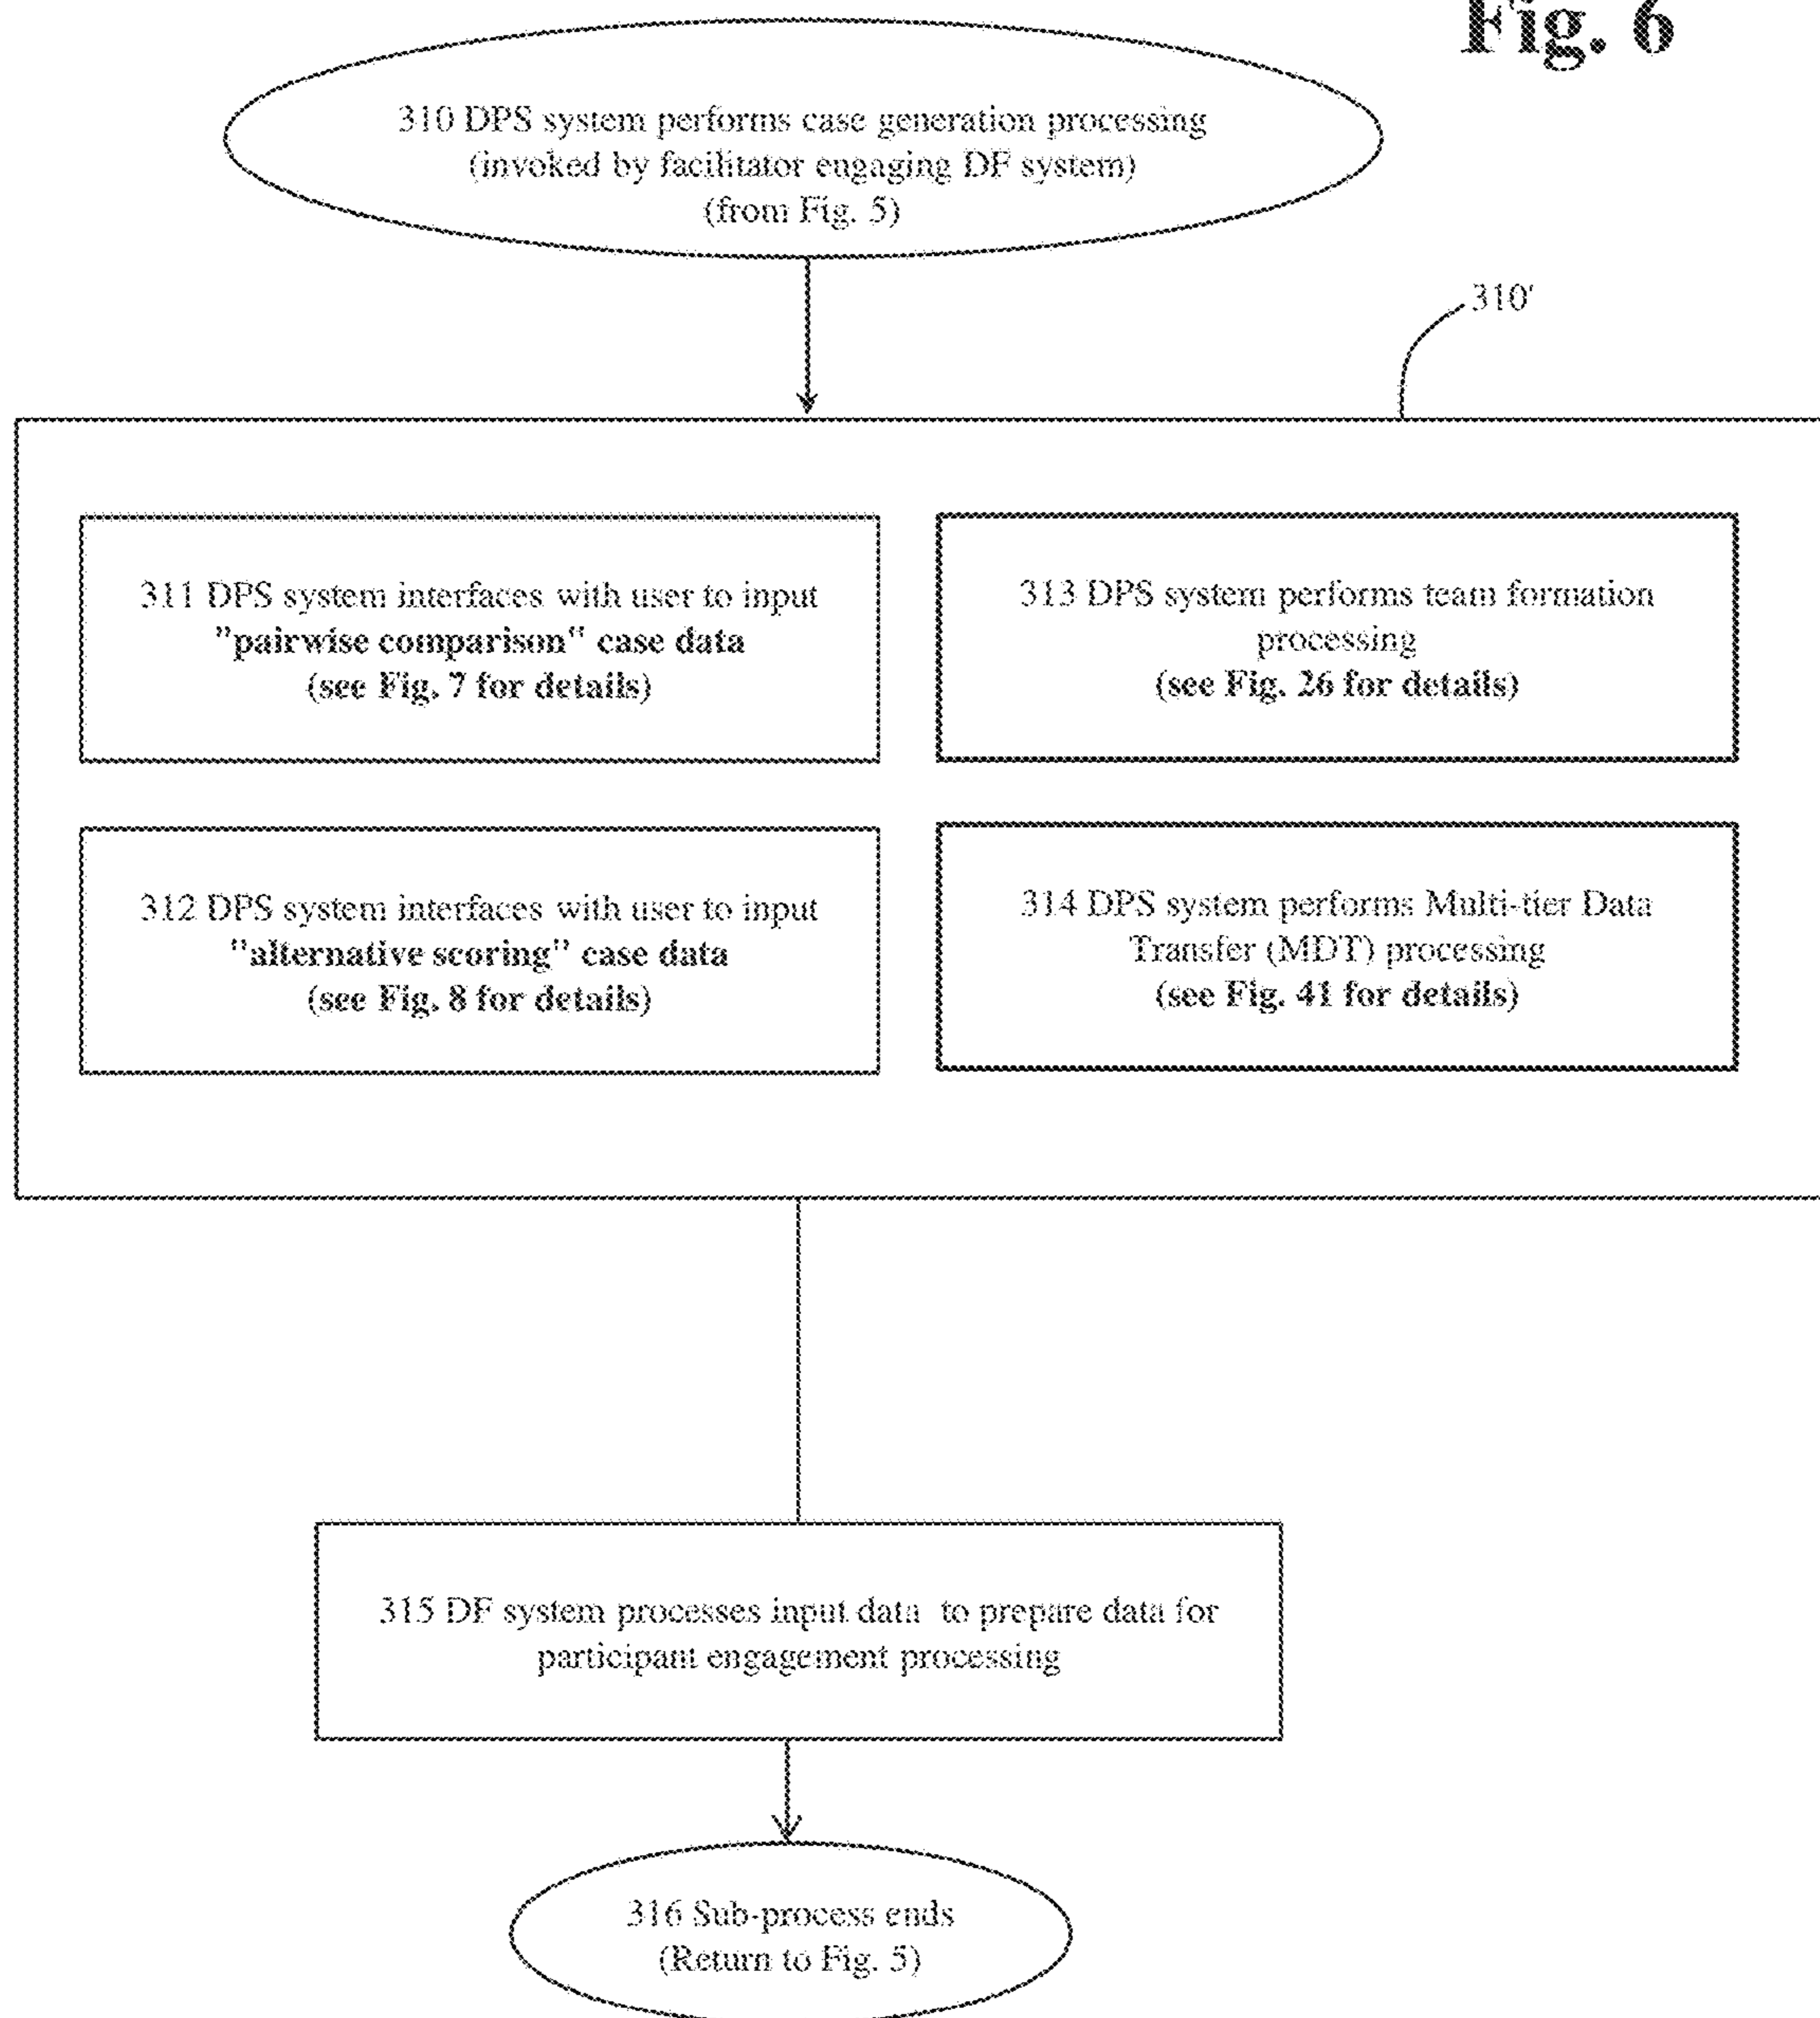 Fig. 6
310 DPS system performs case generation processing
(invoked by facilitator engaging DF system)
(from Fig. 5)
310'
311 DPS system interfaces with user to input
"pairwise comparison" case data
(see Fig. 7 for details)
313 DPS system performs team formation
processing
(see Fig. 26 for details)
312 DPS system interfaces with user to input
"alternative scoring" case data
(see Fig. 8 for details)
314 DPS system performs Multi-tier Data
Transfer (MDT) processing
(see Fig. 41 for details)
315 DF system processes input data to prepare data for
participant engagement processing
316 Sub-process ends
(Return to Fig. 5)